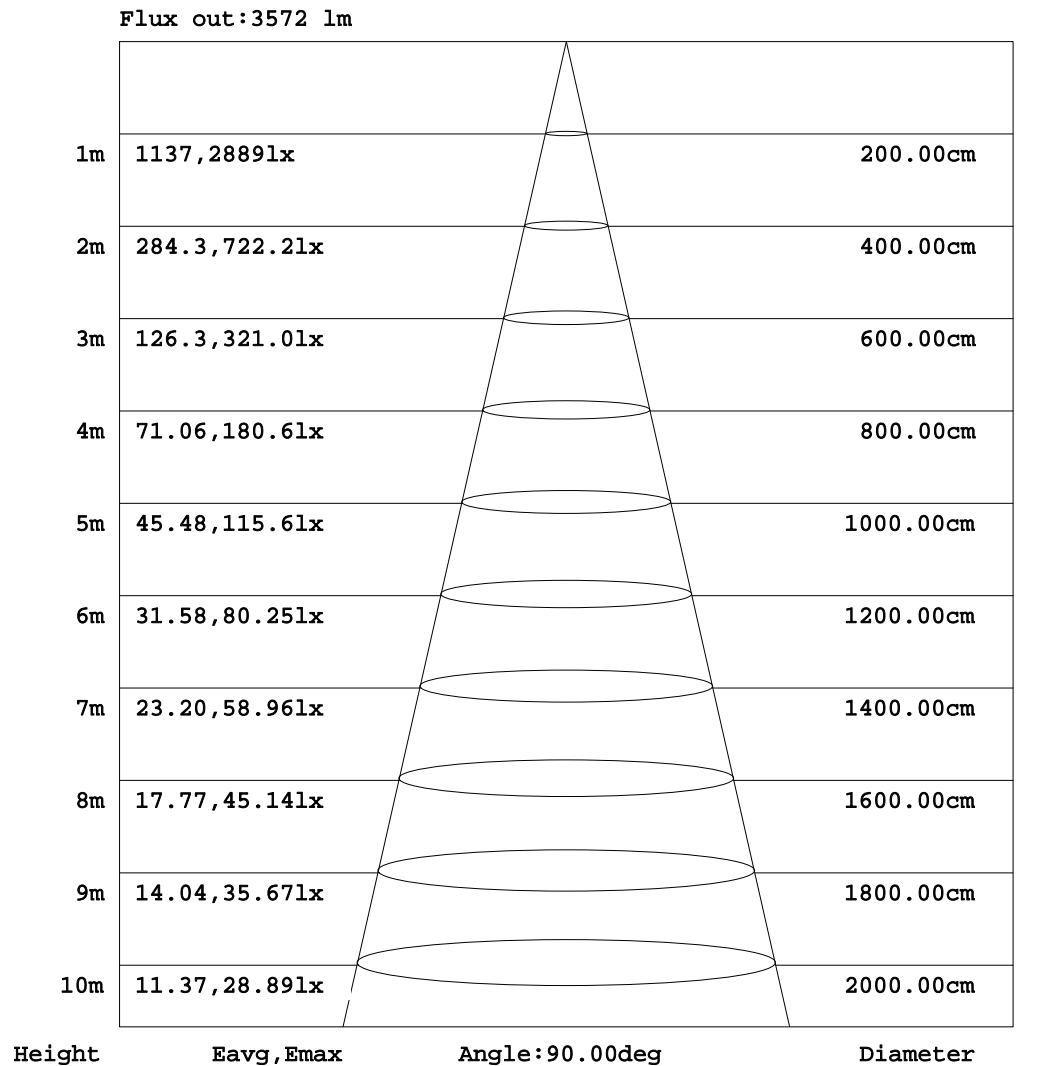 Flux out:3572 lm
1m 1137,2889lx 200.00cm
2m 284.3,722.2lx 400.00cm
3m 126.3,321.0lx 600.00cm
4m 71.06,180.6lx 800.00cm
5m 45.48,115.6lx 1000.00cm
6m 31.58,80.25lx 1200.00cm
7m 23.20,58.96lx 1400.00cm
8m 17.77,45.14lx 1600.00cm
9m 14.04,35.67lx 1800.00cm
10m 11.37,28.89lx 2000.00cm
Height Eavg,Emax Angle:90.00deg Diameter